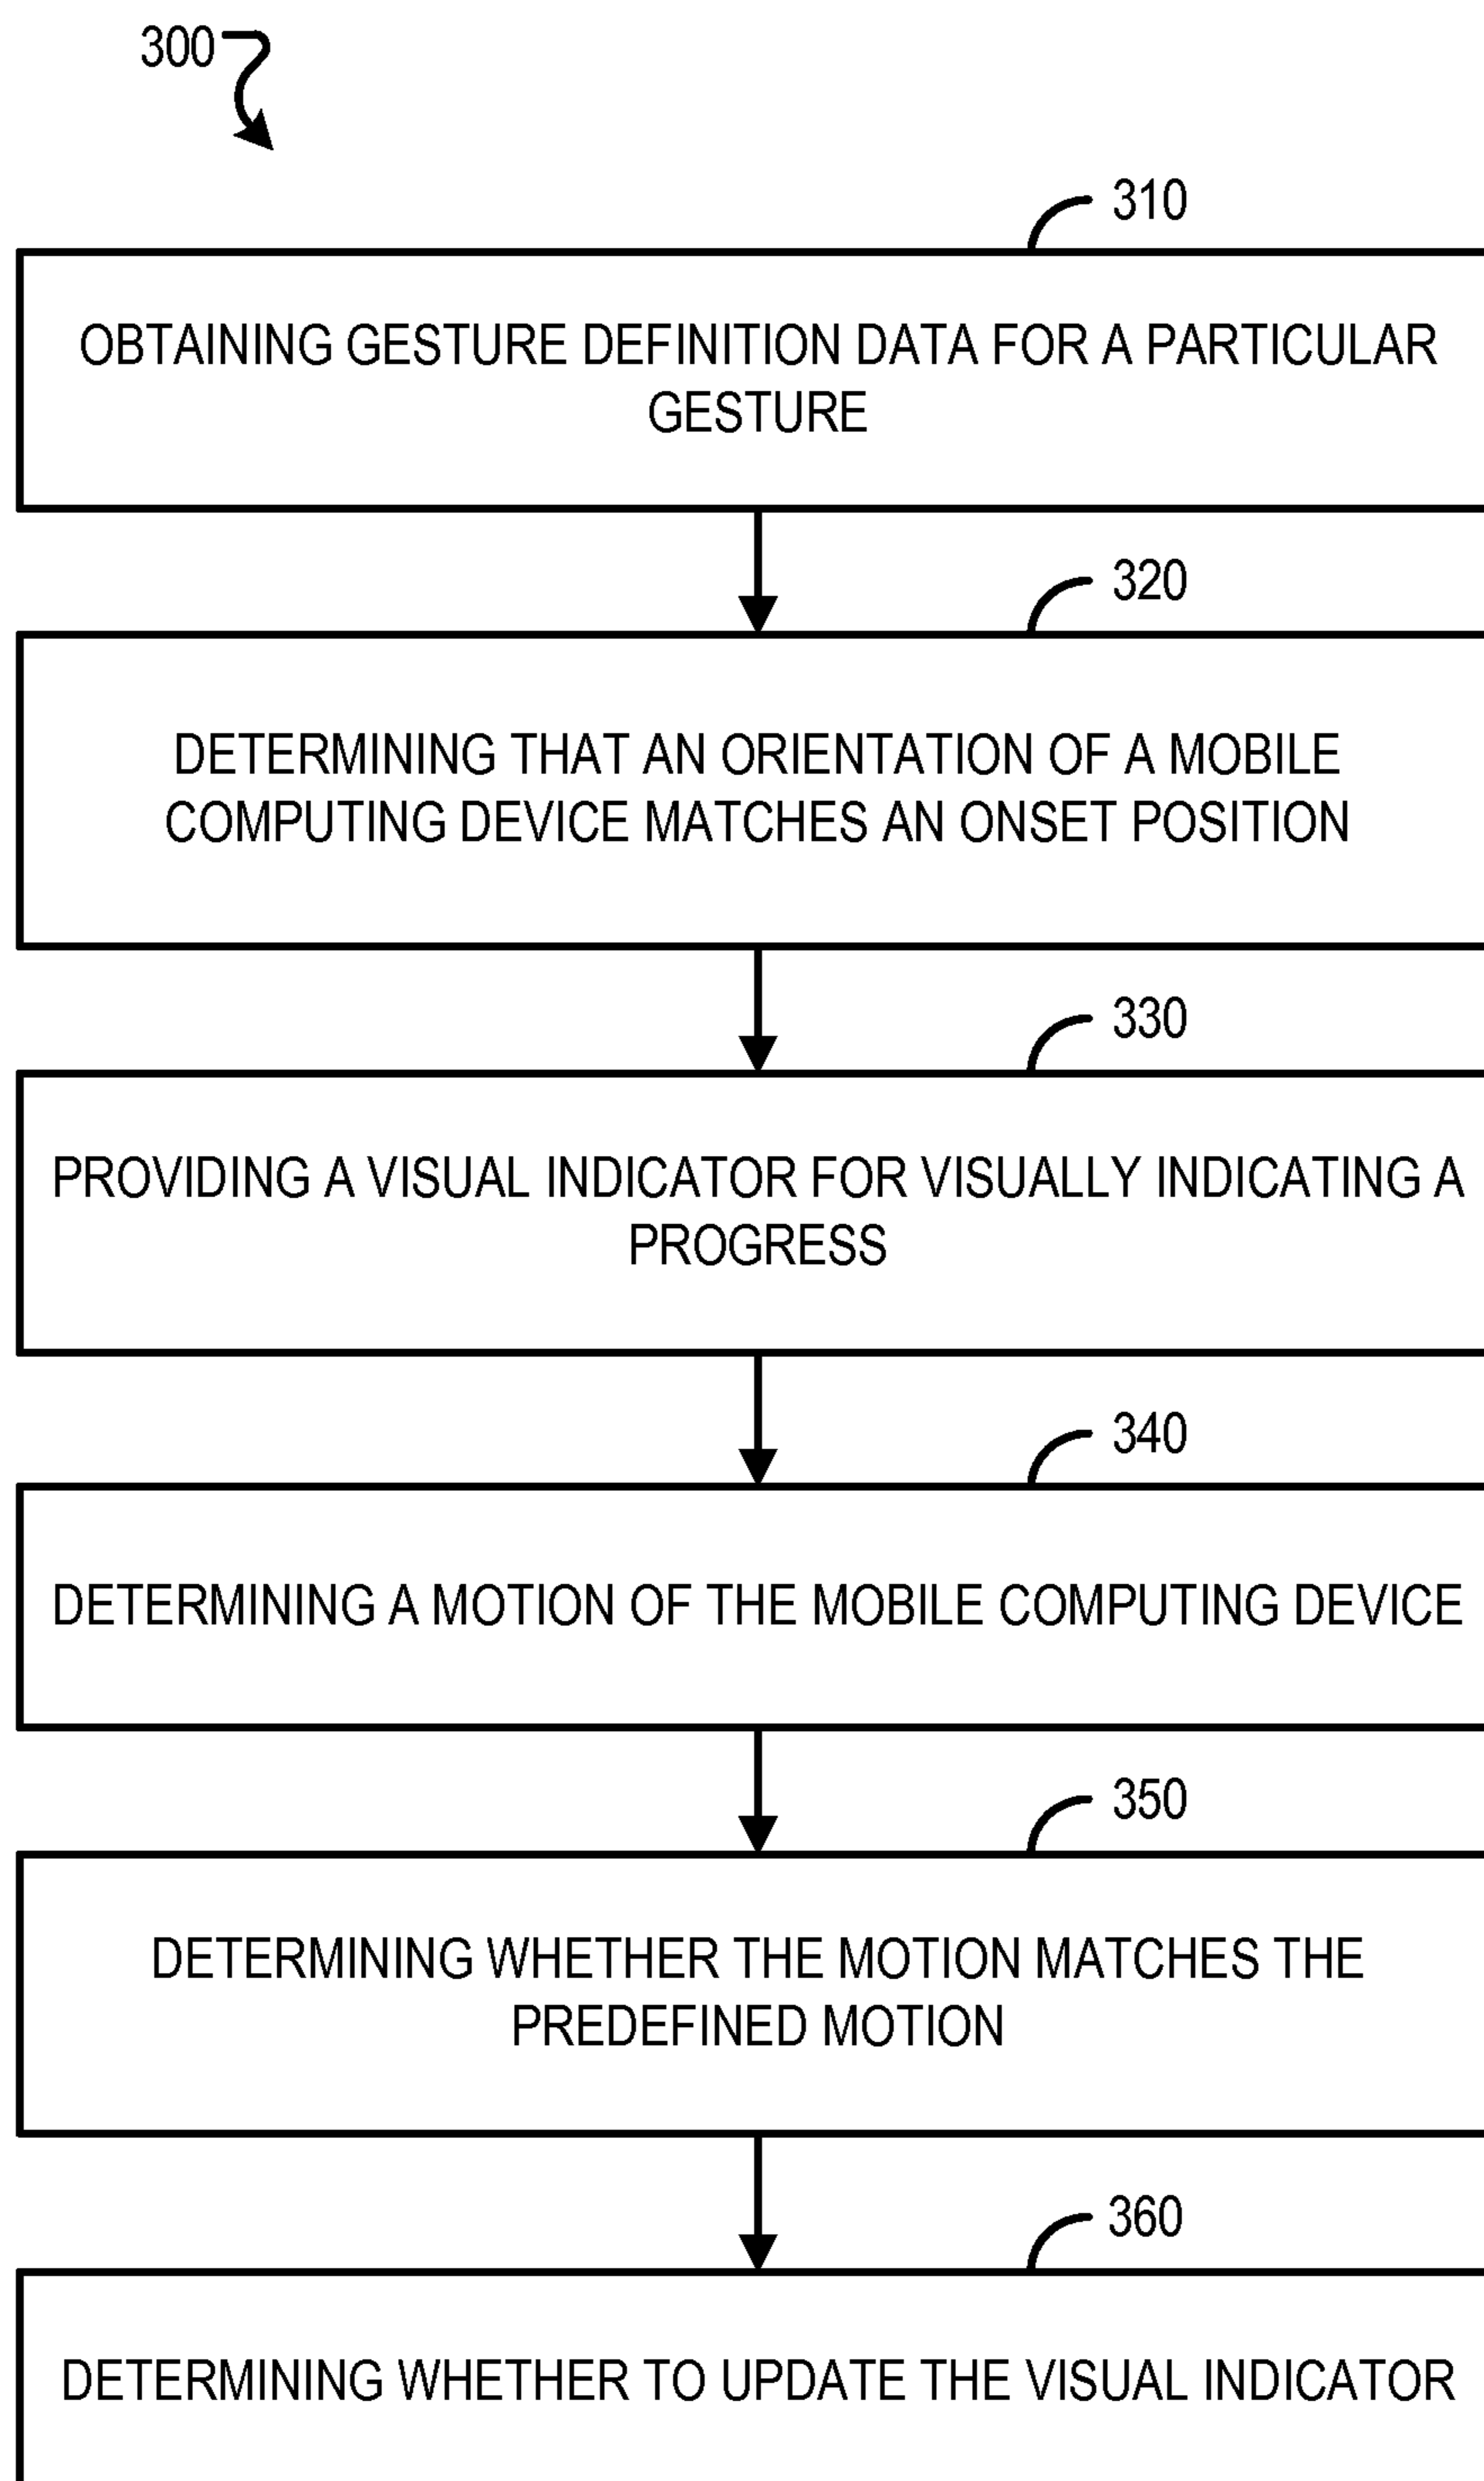 300
310
OBTAINING GESTURE DEFINITION DATA FOR A PARTICULAR
GESTURE
320
DETERMINING THAT AN ORIENTATION OF A MOBILE
COMPUTING DEVICE MATCHES AN ONSET POSITION
330
PROVIDING A VISUAL INDICATOR FOR VISUALLY INDICATING A
PROGRESS
340
DETERMINING A MOTION OF THE MOBILE COMPUTING DEVICE
350
DETERMINING WHETHER THE MOTION MATCHES THE
PREDEFINED MOTION
360
DETERMINING WHETHER TO UPDATE THE VISUAL INDICATOR